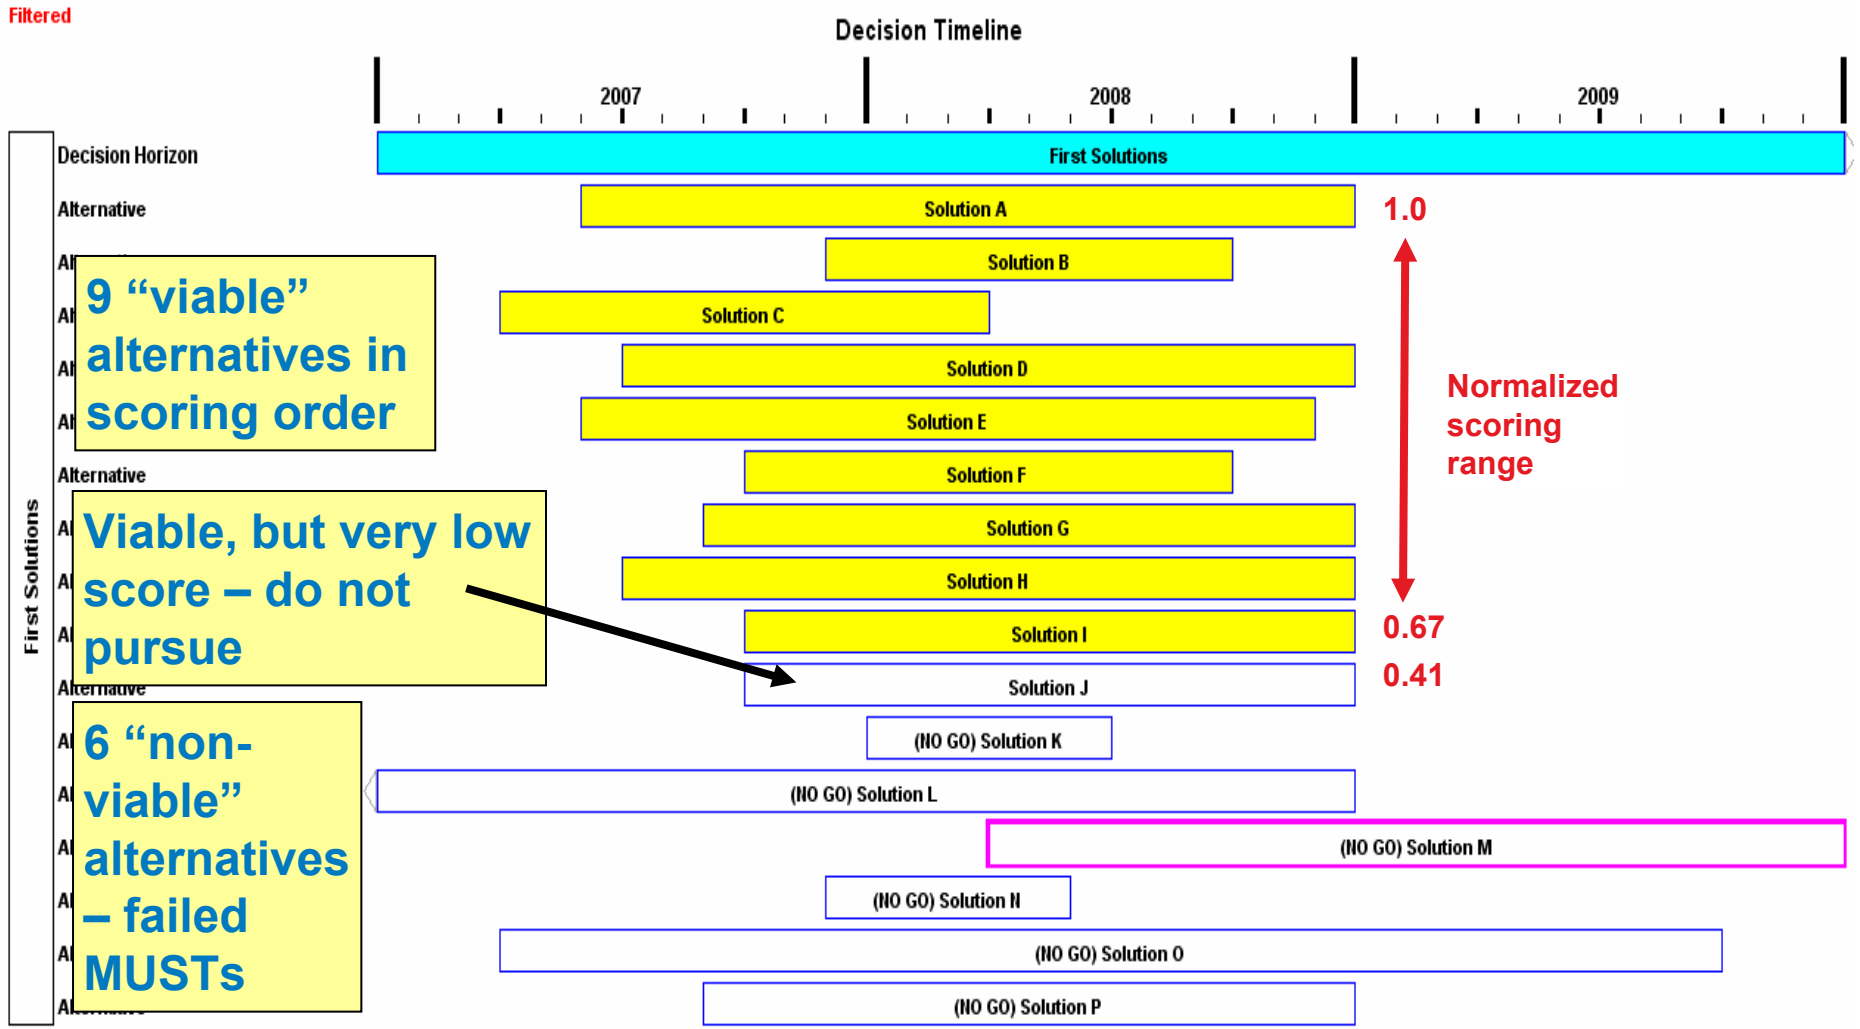 Filtered
Decision Timeline
2007
2008
2009
First Solutions
Decision Horizon
First Solutions
Alternative
Solution A
1.0
Solution B
9 “viable”
alternatives in
scoring order
Solution C
Solution D
Normalized
scoring
range
Solution E
Alternative
Solution F
Viable, but very low
score – do not
pursue
Solution G
Solution H
Solution I
0.67
Alternative
Solution J
0.41
6 “non-
viable”
alternatives
– failed
MUSTs
(NO GO) Solution K
(NO GO) Solution L
(NO GO) Solution M
(NO GO) Solution N
(NO GO) Solution O
(NO GO) Solution P